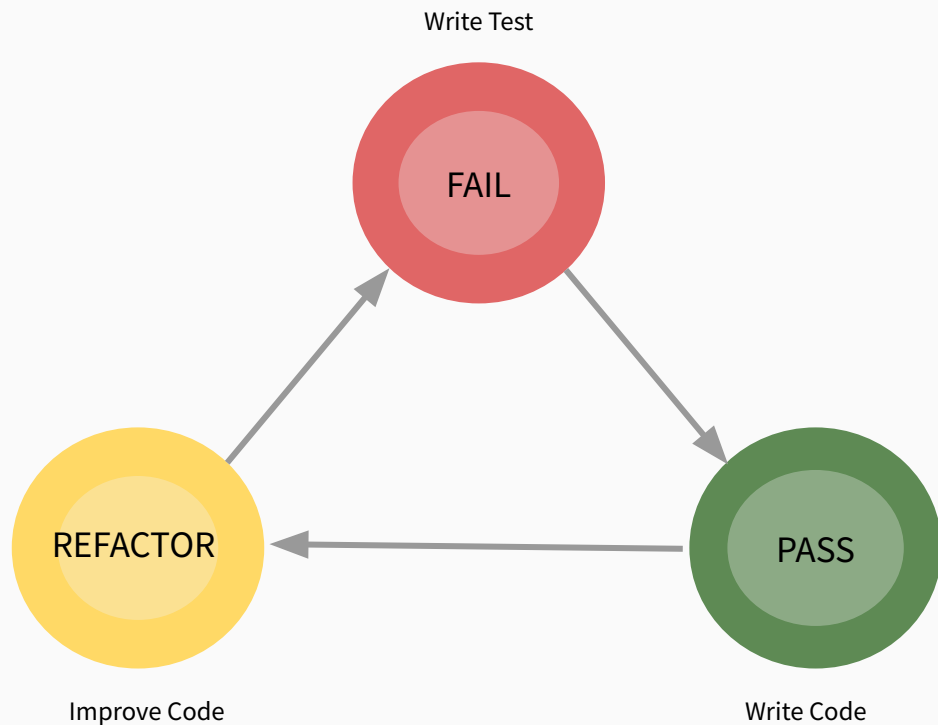 Write Test
FAIL
REFACTOR
PASS
Improve Code
Write Code